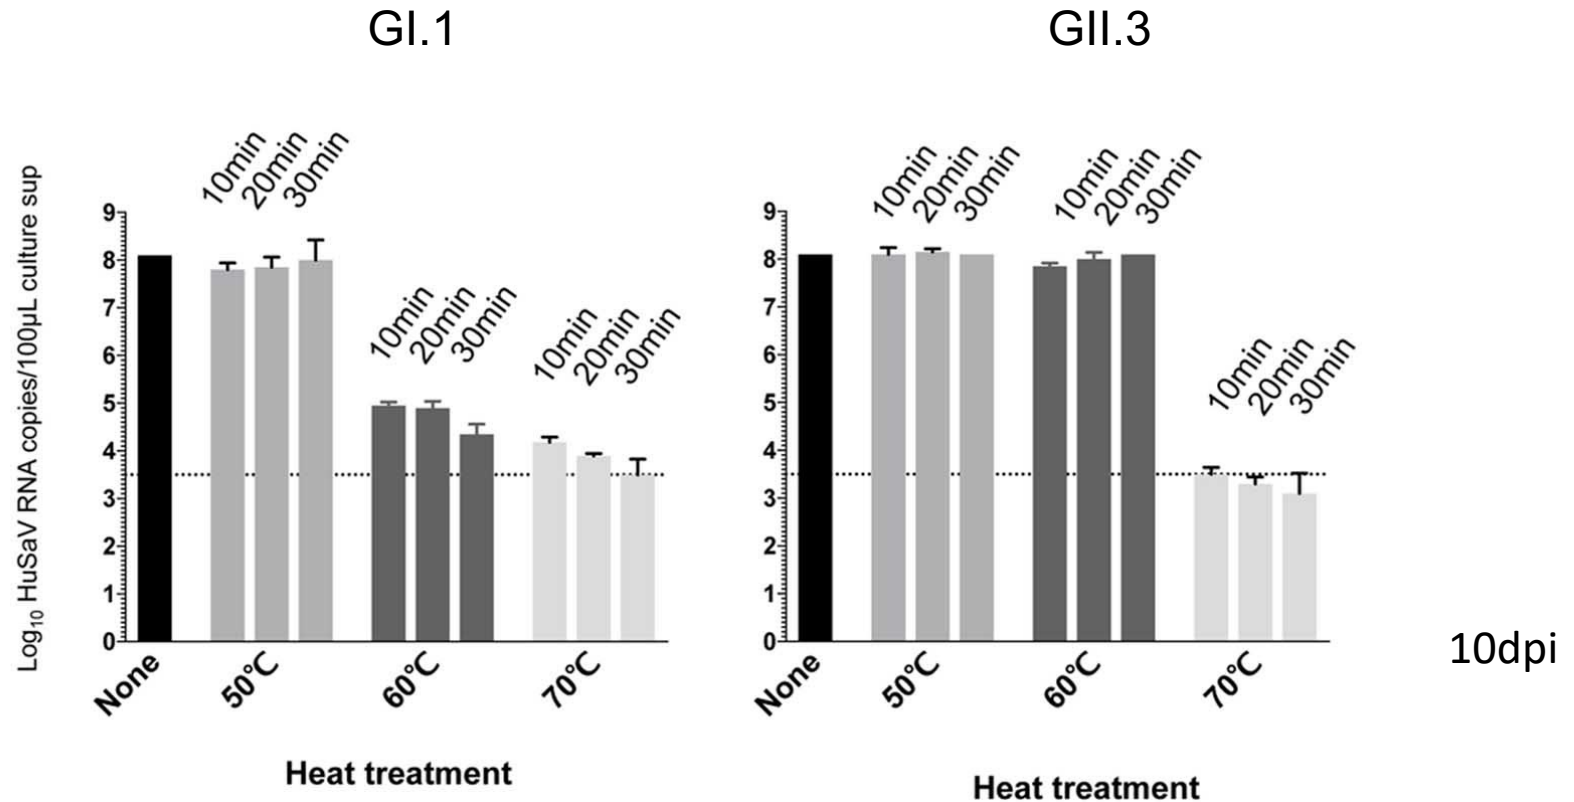 GI.1
GII.3
Log10 HuSaV RNA copies/100μL culture sup
10min
20min
30min
10min
20min
30min
10min
20min
30min
9
8
7
6
5
4
3
2
1
0
None
50℃
60℃
70℃
Heat treatment
10min
20min
30min
10min
20min
30min
10min
20min
30min
9
8
7
6
5
4
3
2
1
0
None
50℃
60℃
70℃
Heat treatment
10dpi